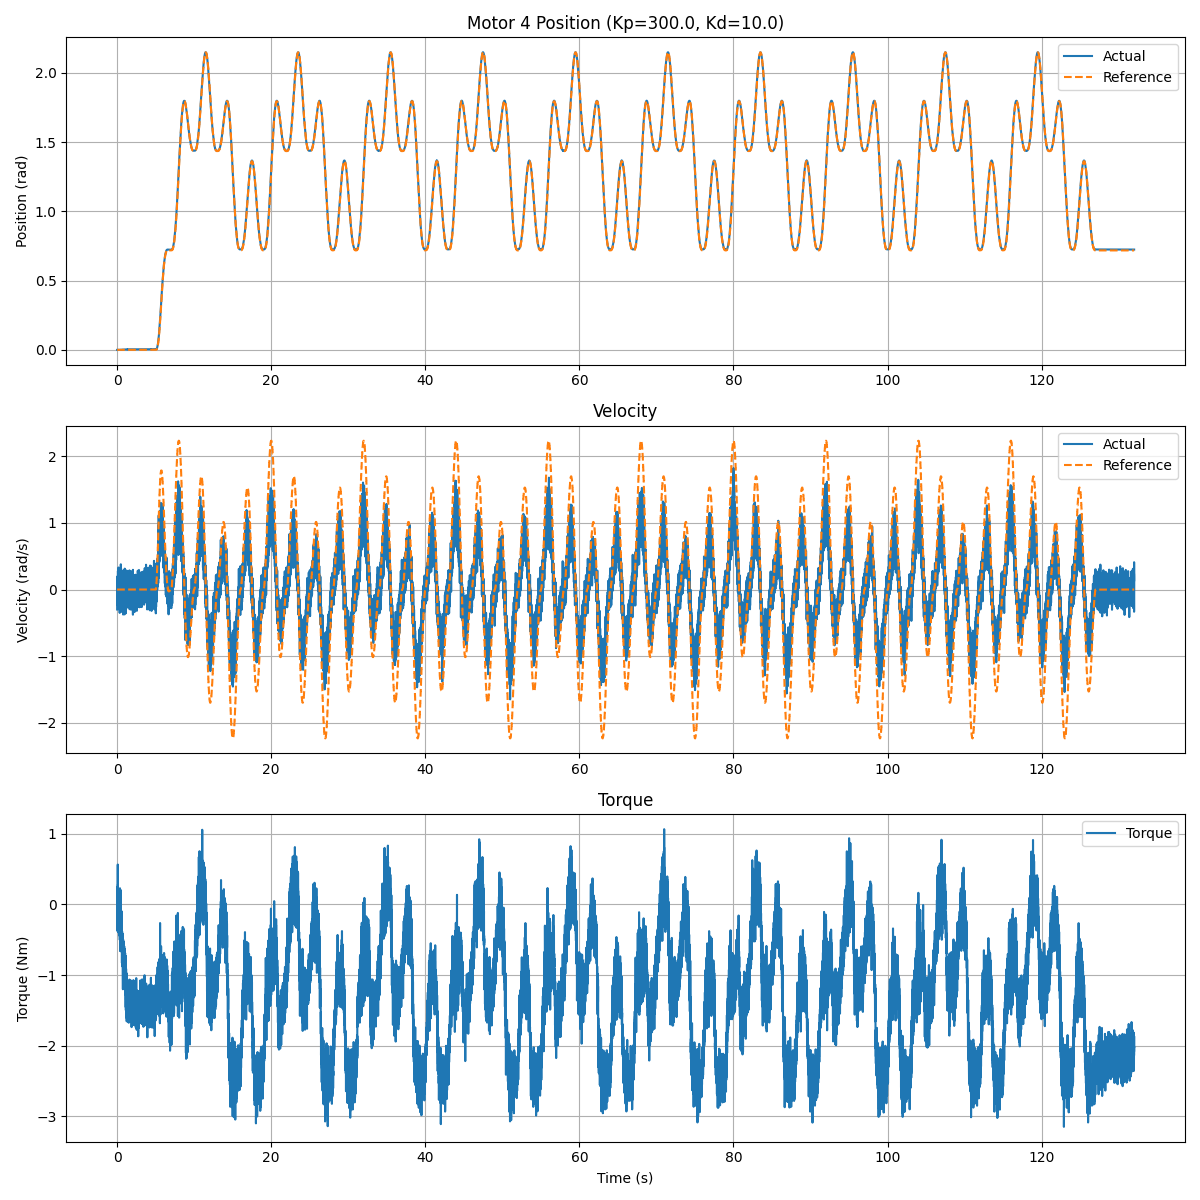 Motor 4 Position (Kp=300.0, Kd=10.0)
Position (rad)
2.0
1.5
1.0
0.5
0.0
Actual
Reference
0 20 40 60 80 100 120
Velocity
Velocity (rad/s)
2
1
0
−1
−2
Actual
Reference
0 20 40 60 80 100 120
Torque
Torque (Nm)
1
0
−1
−2
−3
Torque
0 20 40 60 80 100 120
Time (s)